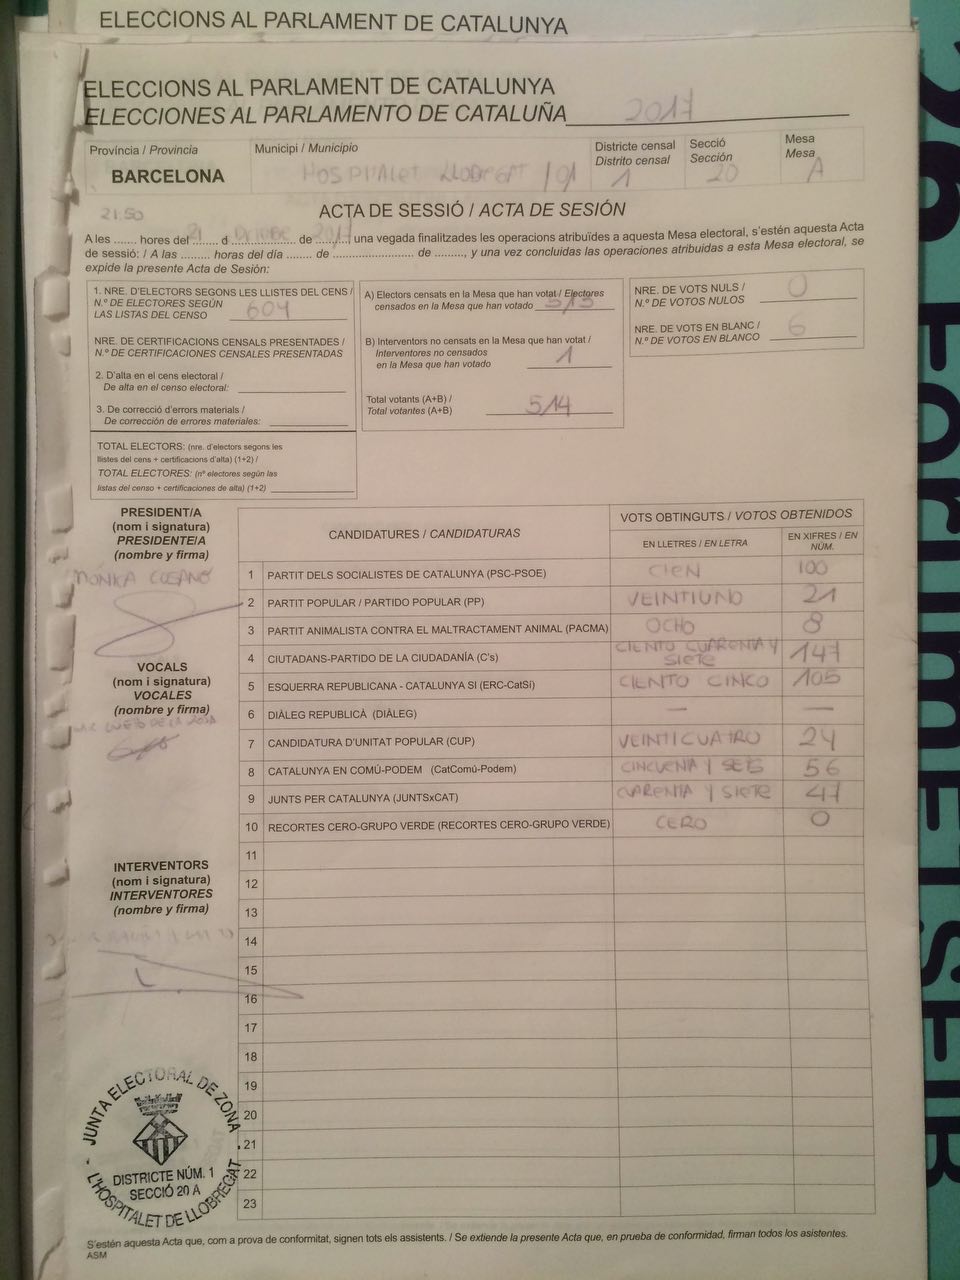 ELECCIONS AL PARLAMENT DE CATALUNYA
ELECCIONS AL PARLAMENT DE CATALUNYA
ELECCIONES AL PARLAMENTO DE CATALUÑA 2017
Província / Provincia
BARCELONA
Municipi / Municipio
HOSPITALET LLOBREGAT 101
Districte censal
Distrito censal
1
Secció
Sección
20
Mesa
Mesa
A
21.50
ACTA DE SESSIÓ / ACTA DE SESIÓN
A les ....... hores del 21 d ................ de 2017, una vegada finalitzades les operacions atribuïdes a aquesta Mesa electoral, s'estén aquesta Acta
de sessió: / A las ......... horas del día ....... de ........................ de ........, y una vez concluidas las operaciones atribuidas a esta Mesa electoral, se
expide la presente Acta de Sesión:
1. NRE. D'ELECTORS SEGONS LES LLISTES DEL CENS /
N.º DE ELECTORES SEGÚN
LAS LISTAS DEL CENSO 604
NRE. DE CERTIFICACIONS CENSALS PRESENTADES /
N.º DE CERTIFICACIONES CENSALES PRESENTADAS
2. D'alta en el cens electoral /
De alta en el censo electoral:
3. De correcció d'errors materials /
De corrección de errores materiales:
TOTAL ELECTORS: (nre. d'electors segons les
llistes del cens + certificacions d'alta) (1+2) /
TOTAL ELECTORES: (nº electores según las
listas del censo + certificaciones de alta) (1+2)
A) Electors censats en la Mesa que han votat / Electores
censados en la Mesa que han votado 513
B) Interventors no censats en la Mesa que han votat /
Interventores no censados
en la Mesa que han votado 1
Total votants (A+B) /
Total votantes (A+B) 514
NRE. DE VOTS NULS /
N.º DE VOTOS NULOS 0
NRE. DE VOTS EN BLANC /
N.º DE VOTOS EN BLANCO 6
PRESIDENT/A
(nom i signatura)
PRESIDENTE/A
(nombre y firma)
MÓNIKA
VOCALS
(nom i signatura)
VOCALES
(nombre y firma)
INTERVENTORS
(nom i signatura)
INTERVENTORES
(nombre y firma)
CANDIDATURES / CANDIDATURAS
VOTS OBTINGUTS / VOTOS OBTENIDOS
EN LLETRES / EN LETRA
EN XIFRES / EN
NÚM.
1 PARTIT DELS SOCIALISTES DE CATALUNYA (PSC-PSOE) CIEN 100
2 PARTIT POPULAR / PARTIDO POPULAR (PP) VEINTIUNO 21
3 PARTIT ANIMALISTA CONTRA EL MALTRACTAMENT ANIMAL (PACMA) OCHO 8
4 CIUTADANS-PARTIDO DE LA CIUDADANÍA (C's) CIENTO CUARENTA Y SIETE 147
5 ESQUERRA REPUBLICANA - CATALUNYA SÍ (ERC-CatSí) CIENTO CINCO 105
6 DIÀLEG REPUBLICÀ (DIÀLEG) — —
7 CANDIDATURA D'UNITAT POPULAR (CUP) VEINTICUATRO 24
8 CATALUNYA EN COMÚ-PODEM (CatComú-Podem) CINCUENTA Y SEIS 56
9 JUNTS PER CATALUNYA (JUNTSxCAT) CUARENTA Y SIETE 47
10 RECORTES CERO-GRUPO VERDE (RECORTES CERO-GRUPO VERDE) CERO 0
11
12
13
14
15
16
17
18
19
20
21
22
23
JUNTA ELECTORAL DE ZONA
DISTRICTE NÚM. 1
SECCIÓ 20 A
L'HOSPITALET DE LLOBREGAT
S'estén aquesta Acta que, com a prova de conformitat, signen tots els assistents. / Se extiende la presente Acta que, en prueba de conformidad, firman todos los asistentes.
ASM